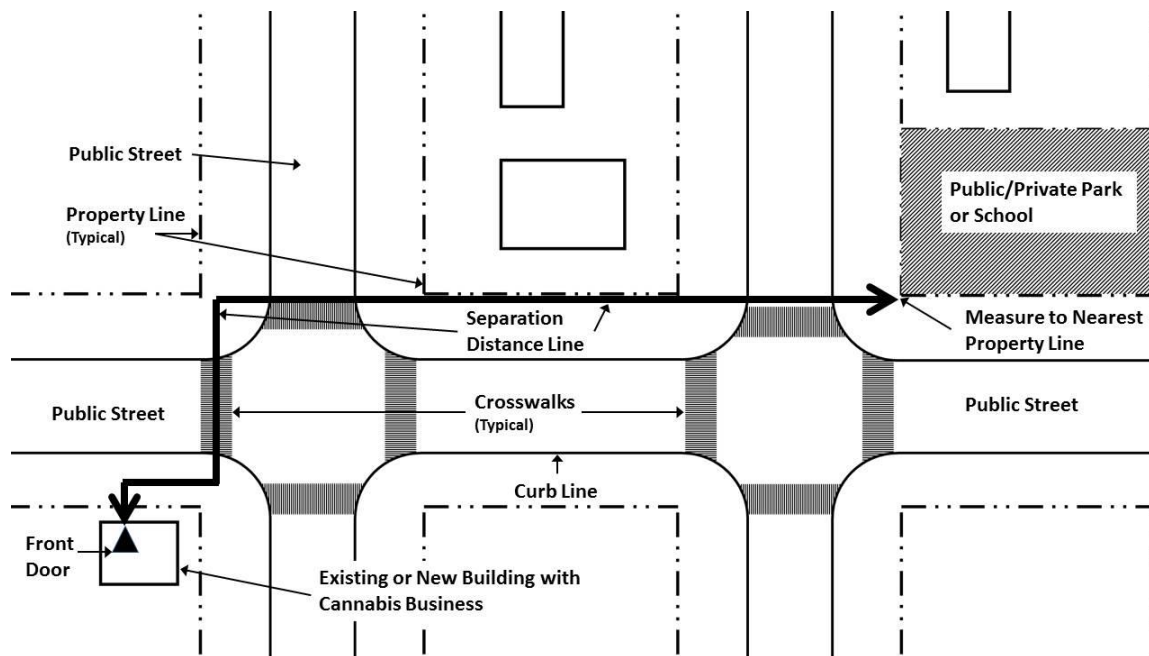 Public Street
Property Line
(Typical)
Public/Private Park
or School
Separation
Distance Line
Measure to Nearest
Property Line
Public Street
Crosswalks
(Typical)
Public Street
Curb Line
Front
Door
Existing or New Building with
Cannabis Business